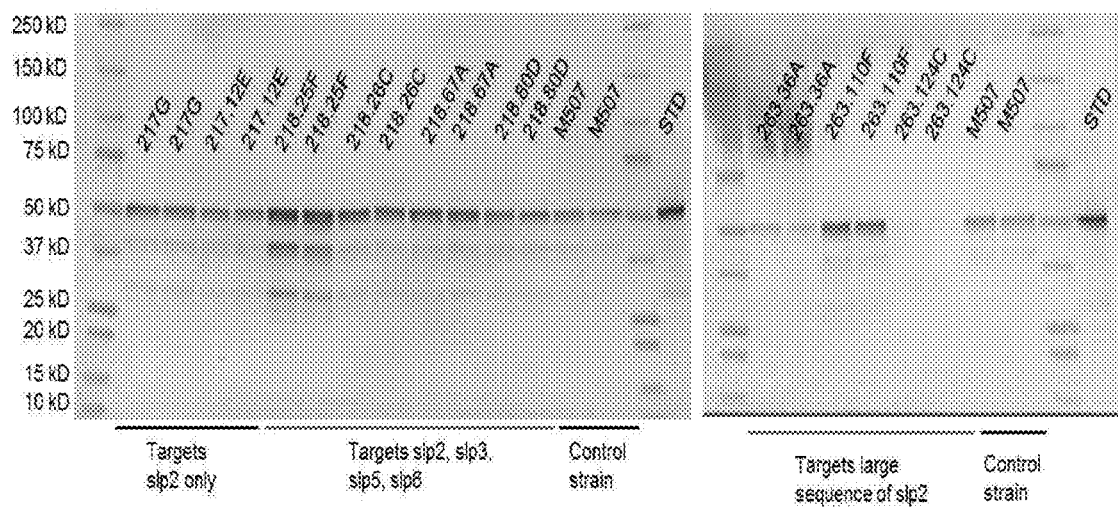 250 kD
150 kD
100 kD
75 kD
50 kD
37 kD
25 kD
20 kD
15 kD
10 kD
217G
217G
217.12E
217.12E
218.25F
218.25F
218.26C
218.26C
218.67A
218.67A
218.80D
218.80D
M507
M507
STD
263.36A
263.36A
263.110F
263.110F
263.124C
263.124C
M507
M507
STD
Targets
slp2 only
Targets slp2, slp3,
slp5, slp6
Control
strain
Targets large
sequence of slp2
Control
strain